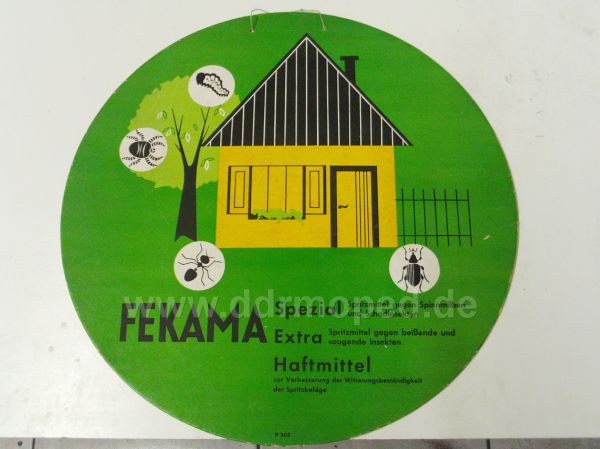 www.ddrmopped.de
FEKAMA
Spezial Spritzmittel gegen Spinnmilben
und Schadinsekten
Extra Spritzmittel gegen beißende und
saugende Insekten
Haftmittel
zur Verbesserung der Witterungsbeständigkeit
der Spritzbeläge